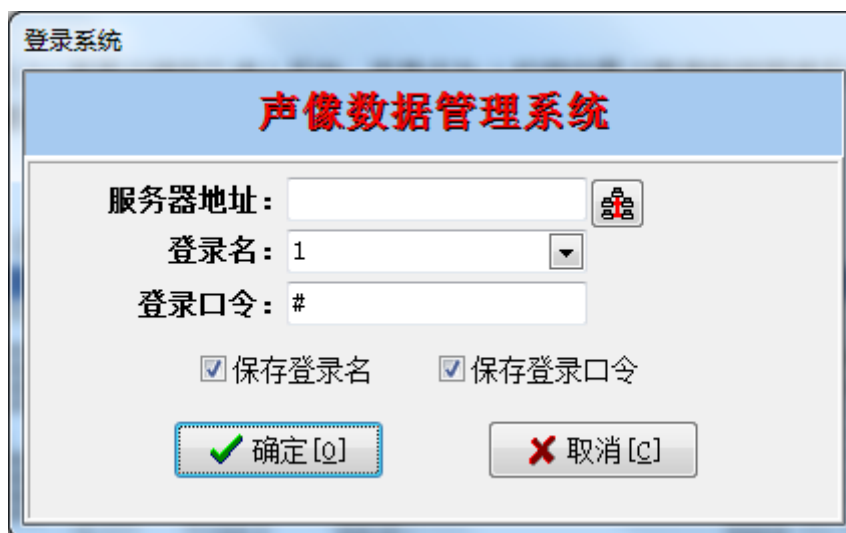 登录系统
声像数据管理系统
服务器地址：
登录名： 1
登录口令： #
保存登录名 保存登录口令
确定[O] 取消[C]